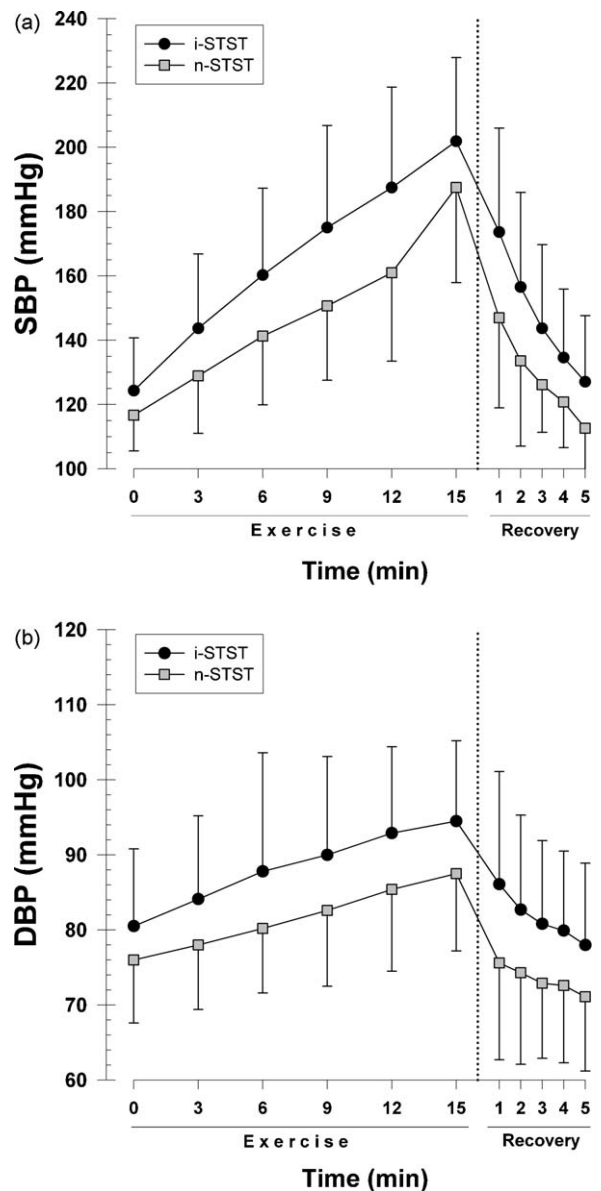 (a)
240
i-STST
n-STST
220
200
180
160
140
120
100
SBP (mmHg)
0 3 6 9 12 15 1 2 3 4 5
Exercise Recovery
Time (min)
(b)
120
i-STST
n-STST
110
100
90
80
70
60
DBP (mmHg)
0 3 6 9 12 15 1 2 3 4 5
Exercise Recovery
Time (min)